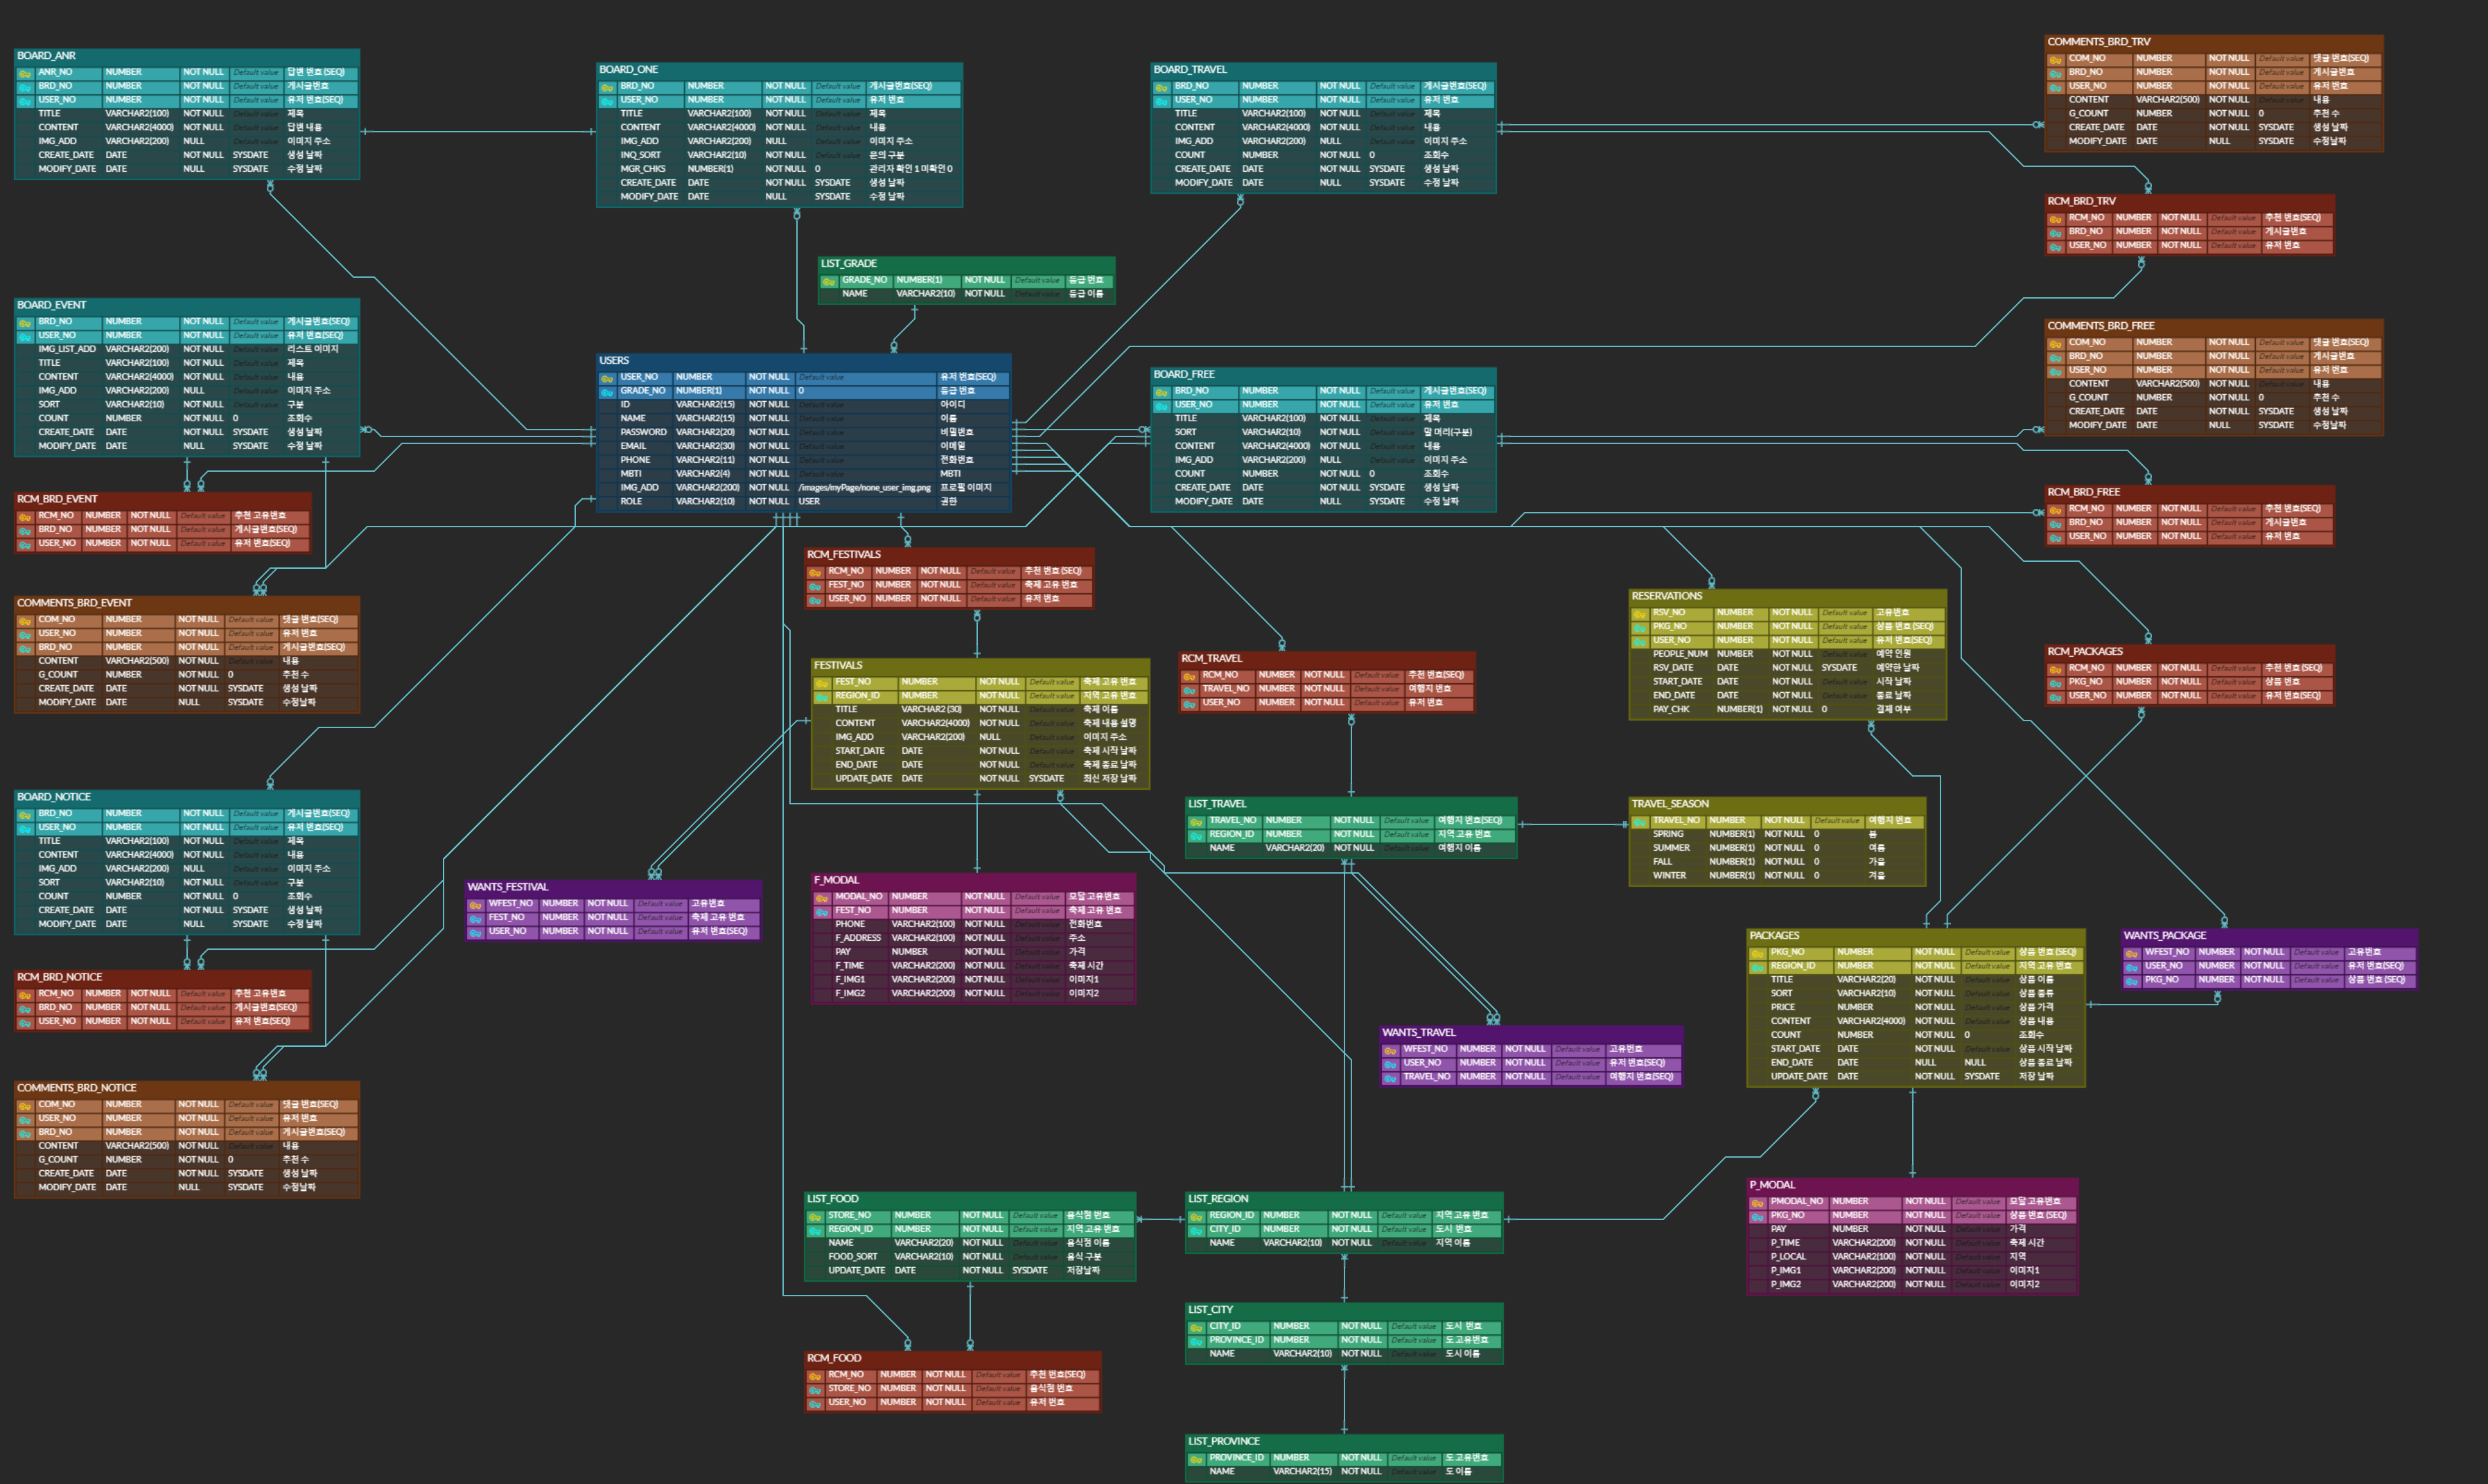 BOARD_ANR
ANR_NO NUMBER NOT NULL Default value 답변 번호(SEQ)
BRD_NO NUMBER NOT NULL Default value 게시글번호
USER_NO NUMBER NOT NULL Default value 유저 번호(SEQ)
TITLE VARCHAR2(100) NOT NULL Default value 제목
CONTENT VARCHAR2(4000) NOT NULL Default value 답변 내용
IMG_ADD VARCHAR2(200) NULL Default value 이미지 주소
CREATE_DATE DATE NOT NULL SYSDATE 생성 날짜
MODIFY_DATE DATE NULL SYSDATE 수정 날짜
BOARD_ONE
BRD_NO NUMBER NOT NULL Default value 게시글번호(SEQ)
USER_NO NUMBER NOT NULL Default value 유저 번호
TITLE VARCHAR2(100) NOT NULL Default value 제목
CONTENT VARCHAR2(4000) NOT NULL Default value 내용
IMG_ADD VARCHAR2(200) NULL Default value 이미지 주소
INQ_SORT VARCHAR2(10) NOT NULL Default value 문의 구분
MGR_CHKS NUMBER(1) NOT NULL 0 관리자 확인 1 미확인 0
CREATE_DATE DATE NOT NULL SYSDATE 생성 날짜
MODIFY_DATE DATE NULL SYSDATE 수정 날짜
BOARD_TRAVEL
BRD_NO NUMBER NOT NULL Default value 게시글번호(SEQ)
USER_NO NUMBER NOT NULL Default value 유저 번호
TITLE VARCHAR2(100) NOT NULL Default value 제목
CONTENT VARCHAR2(4000) NOT NULL Default value 내용
IMG_ADD VARCHAR2(200) NULL Default value 이미지 주소
COUNT NUMBER NOT NULL 0 조회수
CREATE_DATE DATE NOT NULL SYSDATE 생성 날짜
MODIFY_DATE DATE NULL SYSDATE 수정 날짜
COMMENTS_BRD_TRV
COM_NO NUMBER NOT NULL Default value 댓글 번호(SEQ)
BRD_NO NUMBER NOT NULL Default value 게시글번호
USER_NO NUMBER NOT NULL Default value 유저 번호
CONTENT VARCHAR2(500) NOT NULL Default value 내용
G_COUNT NUMBER NOT NULL 0 추천 수
CREATE_DATE DATE NOT NULL SYSDATE 생성 날짜
MODIFY_DATE DATE NULL SYSDATE 수정날짜
RCM_BRD_TRV
RCM_NO NUMBER NOT NULL Default value 추천 번호(SEQ)
BRD_NO NUMBER NOT NULL Default value 게시글번호
USER_NO NUMBER NOT NULL Default value 유저 번호
LIST_GRADE
GRADE_NO NUMBER(1) NOT NULL Default value 등급 번호
NAME VARCHAR2(10) NOT NULL Default value 등급 이름
BOARD_EVENT
BRD_NO NUMBER NOT NULL Default value 게시글번호(SEQ)
USER_NO NUMBER NOT NULL Default value 유저 번호(SEQ)
IMG_LIST_ADD VARCHAR2(200) NOT NULL Default value 리스트 이미지
TITLE VARCHAR2(100) NOT NULL Default value 제목
CONTENT VARCHAR2(4000) NOT NULL Default value 내용
IMG_ADD VARCHAR2(200) NULL Default value 이미지 주소
SORT VARCHAR2(10) NOT NULL Default value 구분
COUNT NUMBER NOT NULL 0 조회수
CREATE_DATE DATE NOT NULL SYSDATE 생성 날짜
MODIFY_DATE DATE NULL SYSDATE 수정 날짜
USERS
USER_NO NUMBER NOT NULL Default value 유저 번호(SEQ)
GRADE_NO NUMBER(1) NOT NULL 0 등급 번호
ID VARCHAR2(15) NOT NULL Default value 아이디
NAME VARCHAR2(15) NOT NULL Default value 이름
PASSWORD VARCHAR2(20) NOT NULL Default value 비밀번호
EMAIL VARCHAR2(30) NOT NULL Default value 이메일
PHONE VARCHAR2(11) NOT NULL Default value 전화번호
MBTI VARCHAR2(4) NOT NULL Default value MBTI
IMG_ADD VARCHAR2(200) NOT NULL /images/myPage/none_user_img.png 프로필 이미지
ROLE VARCHAR2(10) NOT NULL USER 권한
BOARD_FREE
BRD_NO NUMBER NOT NULL Default value 게시글번호(SEQ)
USER_NO NUMBER NOT NULL Default value 유저 번호
TITLE VARCHAR2(100) NOT NULL Default value 제목
SORT VARCHAR2(10) NOT NULL Default value 말 머리(구분)
CONTENT VARCHAR2(4000) NOT NULL Default value 내용
IMG_ADD VARCHAR2(200) NULL Default value 이미지 주소
COUNT NUMBER NOT NULL 0 조회수
CREATE_DATE DATE NOT NULL SYSDATE 생성 날짜
MODIFY_DATE DATE NULL SYSDATE 수정 날짜
COMMENTS_BRD_FREE
COM_NO NUMBER NOT NULL Default value 댓글 번호(SEQ)
BRD_NO NUMBER NOT NULL Default value 게시글번호
USER_NO NUMBER NOT NULL Default value 유저 번호
CONTENT VARCHAR2(500) NOT NULL Default value 내용
G_COUNT NUMBER NOT NULL 0 추천 수
CREATE_DATE DATE NOT NULL SYSDATE 생성 날짜
MODIFY_DATE DATE NULL SYSDATE 수정날짜
RCM_BRD_EVENT
RCM_NO NUMBER NOT NULL Default value 추천 고유번호
BRD_NO NUMBER NOT NULL Default value 게시글번호(SEQ)
USER_NO NUMBER NOT NULL Default value 유저 번호(SEQ)
RCM_BRD_FREE
RCM_NO NUMBER NOT NULL Default value 추천 번호(SEQ)
BRD_NO NUMBER NOT NULL Default value 게시글번호
USER_NO NUMBER NOT NULL Default value 유저 번호
RCM_FESTIVALS
RCM_NO NUMBER NOT NULL Default value 추천 번호 (SEQ)
FEST_NO NUMBER NOT NULL Default value 축제 고유 번호
USER_NO NUMBER NOT NULL Default value 유저 번호
COMMENTS_BRD_EVENT
COM_NO NUMBER NOT NULL Default value 댓글 번호(SEQ)
USER_NO NUMBER NOT NULL Default value 유저 번호
BRD_NO NUMBER NOT NULL Default value 게시글번호(SEQ)
CONTENT VARCHAR2(500) NOT NULL Default value 내용
G_COUNT NUMBER NOT NULL 0 추천 수
CREATE_DATE DATE NOT NULL SYSDATE 생성 날짜
MODIFY_DATE DATE NULL SYSDATE 수정날짜
RESERVATIONS
RSV_NO NUMBER NOT NULL Default value 고유번호
PKG_NO NUMBER NOT NULL Default value 상품 번호 (SEQ)
USER_NO NUMBER NOT NULL Default value 유저 번호(SEQ)
PEOPLE_NUM NUMBER NOT NULL Default value 예약 인원
RSV_DATE DATE NOT NULL SYSDATE 예약한 날짜
START_DATE DATE NOT NULL Default value 시작 날짜
END_DATE DATE NOT NULL Default value 종료 날짜
PAY_CHK NUMBER(1) NOT NULL 0 결제 여부
FESTIVALS
FEST_NO NUMBER NOT NULL Default value 축제 고유 번호
REGION_ID NUMBER NOT NULL Default value 지역 고유 번호
TITLE VARCHAR2 (30) NOT NULL Default value 축제 이름
CONTENT VARCHAR2(4000) NOT NULL Default value 축제 내용 설명
IMG_ADD VARCHAR2(200) NULL Default value 이미지 주소
START_DATE DATE NOT NULL Default value 축제 시작 날짜
END_DATE DATE NOT NULL Default value 축제 종료 날짜
UPDATE_DATE DATE NOT NULL SYSDATE 최신 저장 날짜
RCM_TRAVEL
RCM_NO NUMBER NOT NULL Default value 추천 번호(SEQ)
TRAVEL_NO NUMBER NOT NULL Default value 여행지 번호
USER_NO NUMBER NOT NULL Default value 유저 번호
RCM_PACKAGES
RCM_NO NUMBER NOT NULL Default value 추천 번호 (SEQ)
PKG_NO NUMBER NOT NULL Default value 상품 번호
USER_NO NUMBER NOT NULL Default value 유저 번호(SEQ)
BOARD_NOTICE
BRD_NO NUMBER NOT NULL Default value 게시글번호(SEQ)
USER_NO NUMBER NOT NULL Default value 유저 번호(SEQ)
TITLE VARCHAR2(100) NOT NULL Default value 제목
CONTENT VARCHAR2(4000) NOT NULL Default value 내용
IMG_ADD VARCHAR2(200) NULL Default value 이미지 주소
SORT VARCHAR2(10) NOT NULL Default value 구분
COUNT NUMBER NOT NULL 0 조회수
CREATE_DATE DATE NOT NULL SYSDATE 생성 날짜
MODIFY_DATE DATE NULL SYSDATE 수정 날짜
LIST_TRAVEL
TRAVEL_NO NUMBER NOT NULL Default value 여행지 번호(SEQ)
REGION_ID NUMBER NOT NULL Default value 지역 고유 번호
NAME VARCHAR2(20) NOT NULL Default value 여행지 이름
TRAVEL_SEASON
TRAVEL_NO NUMBER NOT NULL Default value 여행지 번호
SPRING NUMBER(1) NOT NULL 0 봄
SUMMER NUMBER(1) NOT NULL 0 여름
FALL NUMBER(1) NOT NULL 0 가을
WINTER NUMBER(1) NOT NULL 0 겨울
WANTS_FESTIVAL
WFEST_NO NUMBER NOT NULL Default value 고유번호
FEST_NO NUMBER NOT NULL Default value 축제 고유 번호
USER_NO NUMBER NOT NULL Default value 유저 번호(SEQ)
F_MODAL
MODAL_NO NUMBER NOT NULL Default value 모달 고유번호
FEST_NO NUMBER NOT NULL Default value 축제 고유 번호
PHONE VARCHAR2(100) NOT NULL Default value 전화번호
F_ADDRESS VARCHAR2(100) NOT NULL Default value 주소
PAY NUMBER NOT NULL Default value 가격
F_TIME VARCHAR2(200) NOT NULL Default value 축제 시간
F_IMG1 VARCHAR2(200) NOT NULL Default value 이미지1
F_IMG2 VARCHAR2(200) NOT NULL Default value 이미지2
PACKAGES
PKG_NO NUMBER NOT NULL Default value 상품 번호 (SEQ)
REGION_ID NUMBER NOT NULL Default value 지역 고유 번호
TITLE VARCHAR2(20) NOT NULL Default value 상품 이름
SORT VARCHAR2(10) NOT NULL Default value 상품 종류
PRICE NUMBER NOT NULL Default value 상품 가격
CONTENT VARCHAR2(4000) NOT NULL Default value 상품 내용
COUNT NUMBER NOT NULL 0 조회수
START_DATE DATE NOT NULL Default value 상품 시작 날짜
END_DATE DATE NULL NULL 상품 종료 날짜
UPDATE_DATE DATE NOT NULL SYSDATE 저장 날짜
WANTS_PACKAGE
WFEST_NO NUMBER NOT NULL Default value 고유번호
USER_NO NUMBER NOT NULL Default value 유저 번호(SEQ)
PKG_NO NUMBER NOT NULL Default value 상품 번호 (SEQ)
RCM_BRD_NOTICE
RCM_NO NUMBER NOT NULL Default value 추천 고유번호
BRD_NO NUMBER NOT NULL Default value 게시글번호(SEQ)
USER_NO NUMBER NOT NULL Default value 유저 번호(SEQ)
WANTS_TRAVEL
WFEST_NO NUMBER NOT NULL Default value 고유번호
USER_NO NUMBER NOT NULL Default value 유저 번호(SEQ)
TRAVEL_NO NUMBER NOT NULL Default value 여행지 번호(SEQ)
COMMENTS_BRD_NOTICE
COM_NO NUMBER NOT NULL Default value 댓글 번호(SEQ)
USER_NO NUMBER NOT NULL Default value 유저 번호
BRD_NO NUMBER NOT NULL Default value 게시글번호(SEQ)
CONTENT VARCHAR2(500) NOT NULL Default value 내용
G_COUNT NUMBER NOT NULL 0 추천 수
CREATE_DATE DATE NOT NULL SYSDATE 생성 날짜
MODIFY_DATE DATE NULL SYSDATE 수정날짜
LIST_FOOD
STORE_NO NUMBER NOT NULL Default value 음식점 번호
REGION_ID NUMBER NOT NULL Default value 지역 고유 번호
NAME VARCHAR2(20) NOT NULL Default value 음식점 이름
FOOD_SORT VARCHAR2(10) NOT NULL Default value 음식 구분
UPDATE_DATE DATE NOT NULL SYSDATE 저장날짜
LIST_REGION
REGION_ID NUMBER NOT NULL Default value 지역 고유 번호
CITY_ID NUMBER NOT NULL Default value 도시 번호
NAME VARCHAR2(10) NOT NULL Default value 지역 이름
P_MODAL
PMODAL_NO NUMBER NOT NULL Default value 모달 고유번호
PKG_NO NUMBER NOT NULL Default value 상품 번호 (SEQ)
PAY NUMBER NOT NULL Default value 가격
P_TIME VARCHAR2(200) NOT NULL Default value 축제 시간
P_LOCAL VARCHAR2(100) NOT NULL Default value 지역
P_IMG1 VARCHAR2(200) NOT NULL Default value 이미지1
P_IMG2 VARCHAR2(200) NOT NULL Default value 이미지2
LIST_CITY
CITY_ID NUMBER NOT NULL Default value 도시 번호
PROVINCE_ID NUMBER NOT NULL Default value 도 고유번호
NAME VARCHAR2(10) NOT NULL Default value 도시 이름
RCM_FOOD
RCM_NO NUMBER NOT NULL Default value 추천 번호(SEQ)
STORE_NO NUMBER NOT NULL Default value 음식점 번호
USER_NO NUMBER NOT NULL Default value 유저 번호
LIST_PROVINCE
PROVINCE_ID NUMBER NOT NULL Default value 도 고유번호
NAME VARCHAR2(15) NOT NULL Default value 도 이름